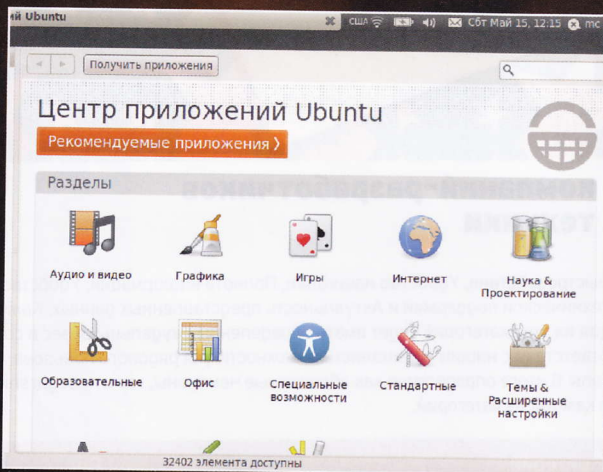 й Ubuntu
США
Сбт Май 15, 12:15
mc
Получить приложения
Центр приложений Ubuntu
Рекомендуемые приложения
Разделы
Аудио и видео
Графика
Игры
Интернет
Наука &
Проектирование
Образовательные
Офис
Специальные
возможности
Стандартные
Темы &
Расширенные
настройки
32402 элемента доступны